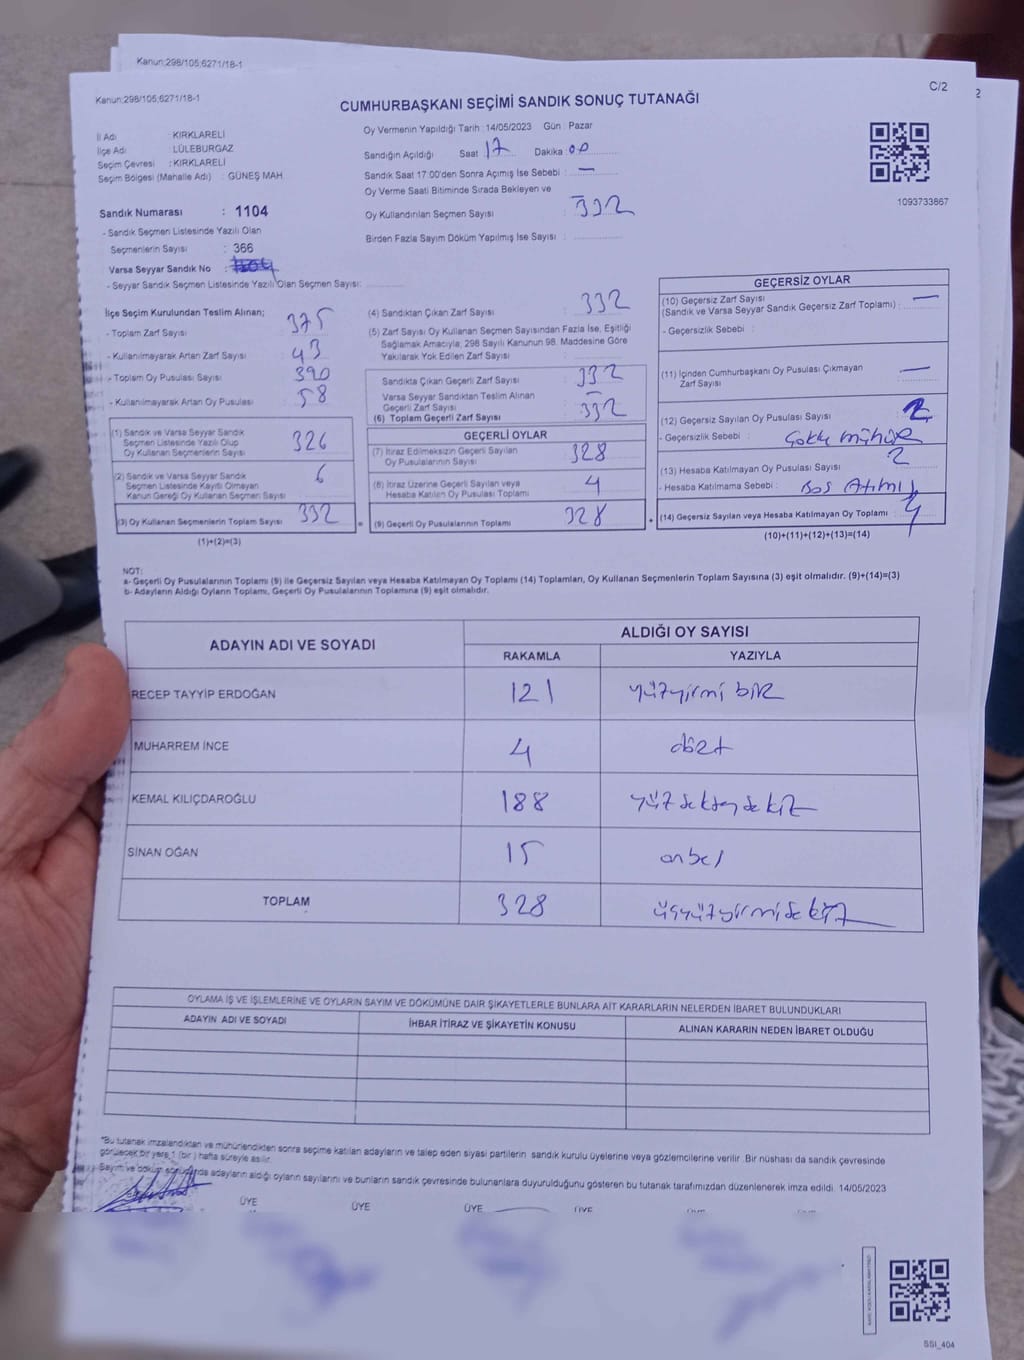 Kanun:298/105;6271/18-1
Kanun:298/105;6271/18-1
C/2
2
CUMHURBAŞKANI SEÇİMİ SANDIK SONUÇ TUTANAĞI
İl Adı : KIRKLARELİ
İlçe Adı : LÜLEBURGAZ
Seçim Çevresi : KIRKLARELİ
Seçim Bölgesi (Mahalle Adı) : GÜNEŞ MAH.
Sandık Numarası : 1104
- Sandık Seçmen Listesinde Yazılı Olan
Seçmenlerin Sayısı : 366
Varsa Seyyar Sandık No :
- Seyyar Sandık Seçmen Listesinde Yazılı Olan Seçmen Sayısı:
Oy Vermenin Yapıldığı Tarih : 14/05/2023 Gün : Pazar
Sandığın Açıldığı Saat 17 Dakika 00
Sandık Saat 17:00'den Sonra Açımış İse Sebebi : —
Oy Verme Saati Bitiminde Sırada Bekleyen ve
Oy Kullandırılan Seçmen Sayısı : 332
Birden Fazla Sayım Döküm Yapılmış İse Sayısı :
1093733867
İlçe Seçim Kurulundan Teslim Alınan;
- Toplam Zarf Sayısı 375
- Kullanılmayarak Artan Zarf Sayısı 43
- Toplam Oy Pusulası Sayısı 390
- Kullanılmayarak Artan Oy Pusulası 58
(1) Sandık ve Varsa Seyyar Sandık
Seçmen Listesinde Yazılı Olup
Oy Kullanan Seçmenlerin Sayısı 326
(2) Sandık ve Varsa Seyyar Sandık
Seçmen Listesinde Kayıtlı Olmayan
Kanun Gereği Oy Kullanan Seçmen Sayısı 6
(3) Oy Kullanan Seçmenlerin Toplam Sayısı 332 =
(1)+(2)=(3)
(4) Sandıktan Çıkan Zarf Sayısı : 332
(5) Zarf Sayısı Oy Kullanan Seçmen Sayısından Fazla İse, Eşitliği
Sağlamak Amacıyla, 298 Sayılı Kanunun 98. Maddesine Göre
Yakılarak Yok Edilen Zarf Sayısı :
Sandıkta Çıkan Geçerli Zarf Sayısı : 332
Varsa Seyyar Sandıktan Teslim Alınan
Geçerli Zarf Sayısı : —
(6) Toplam Geçerli Zarf Sayısı : 332
GEÇERLİ OYLAR
(7) İtiraz Edilmeksizin Geçerli Sayılan
Oy Pusulalarının Sayısı : 328
(8) İtiraz Üzerine Geçerli Sayılan veya
Hesaba Katılan Oy Pusulası Toplamı : 4
(9) Geçerli Oy Pusulalarının Toplamı : 328 +
GEÇERSİZ OYLAR
(10) Geçersiz Zarf Sayısı —
(Sandık ve Varsa Seyyar Sandık Geçersiz Zarf Toplamı) :
- Geçersizlik Sebebi :
(11) İçinden Cumhurbaşkanı Oy Pusulası Çıkmayan —
Zarf Sayısı :
(12) Geçersiz Sayılan Oy Pusulası Sayısı : 2
- Geçersizlik Sebebi : Çoklu mühür
(13) Hesaba Katılmayan Oy Pusulası Sayısı : 2
- Hesaba Katılmama Sebebi : Boş Atımış
(14) Geçersiz Sayılan veya Hesaba Katılmayan Oy Toplamı : 4
(10)+(11)+(12)+(13)=(14)
NOT:
a- Geçerli Oy Pusulalarının Toplamı (9) ile Geçersiz Sayılan veya Hesaba Katılmayan Oy Toplamı (14) Toplamları, Oy Kullanan Seçmenlerin Toplam Sayısına (3) eşit olmalıdır. (9)+(14)=(3)
b- Adayların Aldığı Oyların Toplamı, Geçerli Oy Pusulalarının Toplamına (9) eşit olmalıdır.
ADAYIN ADI VE SOYADI ALDIĞI OY SAYISI
RAKAMLA YAZIYLA
RECEP TAYYİP ERDOĞAN 121 yüzyirmi bir
MUHARREM İNCE 4 dört
KEMAL KILIÇDAROĞLU 188 yüz seksen sekiz
SİNAN OĞAN 15 onbeş
TOPLAM 328 üçyüzyirmi sekiz
OYLAMA İŞ VE İŞLEMLERİNE VE OYLARIN SAYIM VE DÖKÜMÜNE DAİR ŞİKAYETLERLE BUNLARA AİT KARARLARIN NELERDEN İBARET BULUNDUKLARI
ADAYIN ADI VE SOYADI İHBAR İTİRAZ VE ŞİKAYETİN KONUSU ALINAN KARARIN NEDEN İBARET OLDUĞU
*Bu tutanak imzalandıktan ve mühürlendikten sonra seçime katılan adayların ve talep eden siyasi partilerin sandık kurulu üyelerine veya gözlemcilerine verilir. Bir nüshası da sandık çevresinde
görülecek bir yere 1 (bir) hafta süreyle asılır.
Sayım ve döküm sonucunda adayların aldığı oyların sayılarını ve bunların sandık çevresinde bulunanlara duyurulduğunu gösteren bu tutanak tarafımızdan düzenlenerek imza edildi. 14/05/2023
ÜYE ÜYE ÜYE ÜYE
SSI_404